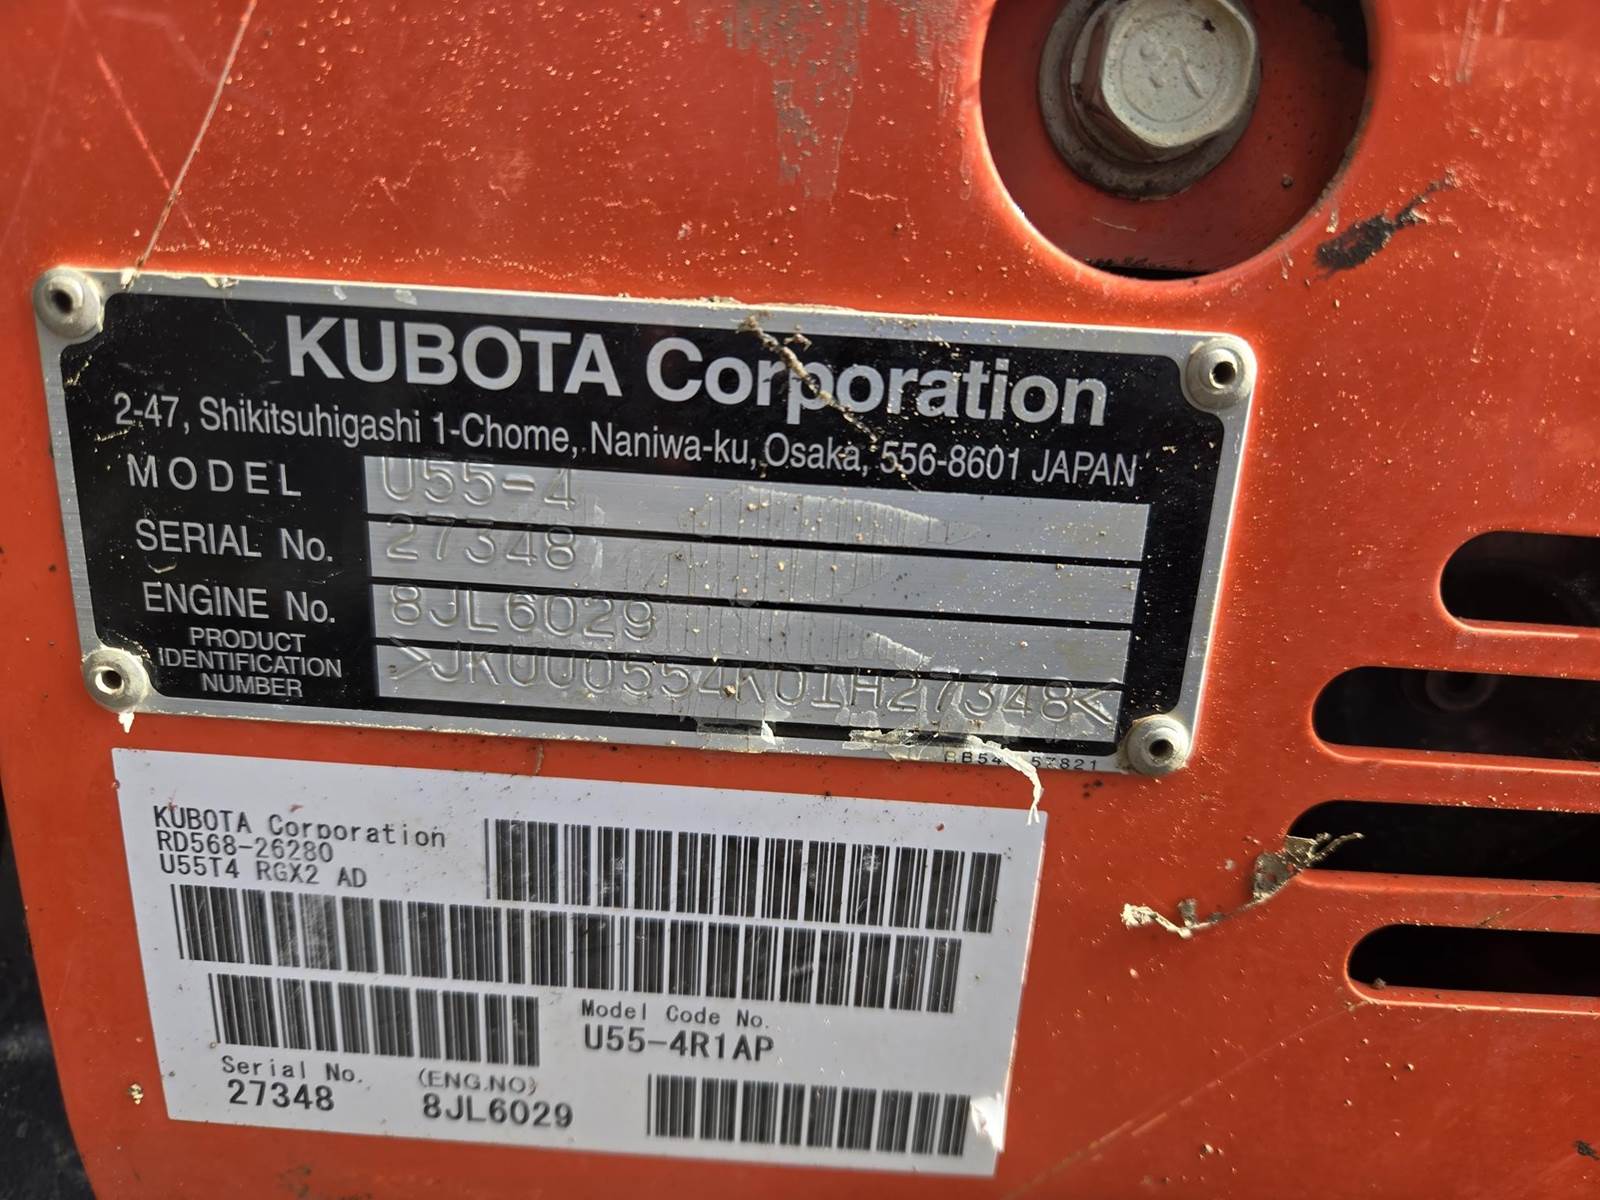 KUBOTA Corporation
2-47, Shikitsuhigashi 1-Chome, Naniwa-ku, Osaka, 556-8601 JAPAN
MODEL U55-4
SERIAL No. 27348
ENGINE No. 8JL6029
PRODUCT IDENTIFICATION NUMBER >JKUU0554K01H27348<
KUBOTA Corporation
RD568-26280
U55T4 RGX2 AD
Model Code No.
U55-4R1AP
Serial No. (ENG.NO)
27348 8JL6029